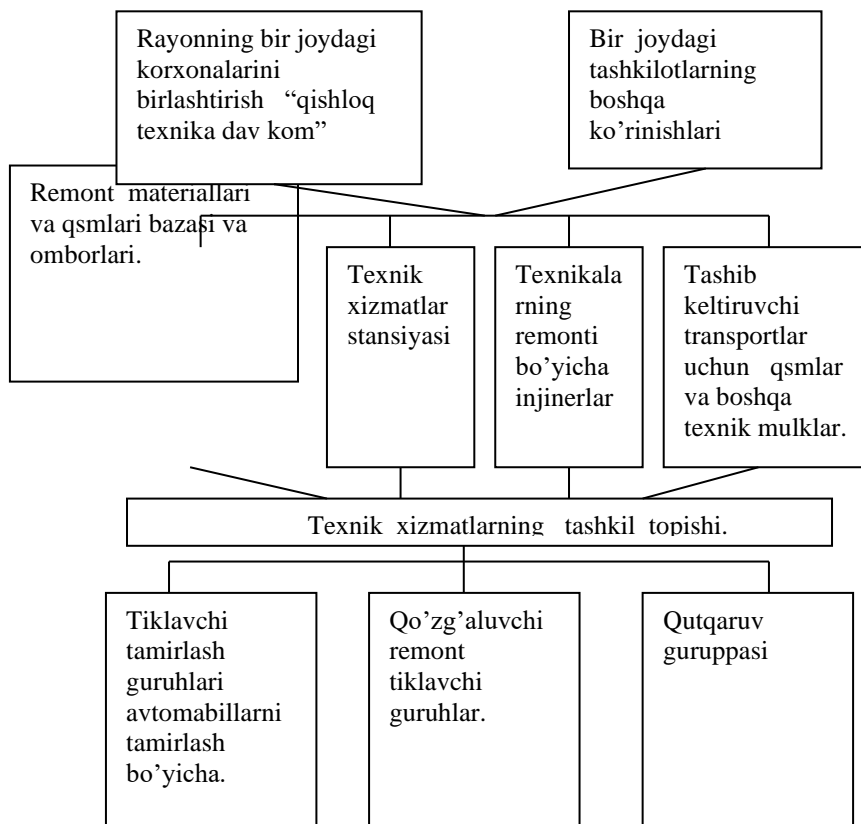 Rayonning bir joydagi
korxonalarini
birlashtirish “qishloq
texnika dav kom”
Bir joydagi
tashkilotlarning
boshqa
ko’rinishlari
Remont materiallari
va qsmlari bazasi va
omborlari.
Texnik
xizmatlar
stansiyasi
Texnikala
rning
remonti
bo’yicha
injinerlar
Tashib
keltiruvchi
transportlar
uchun qsmlar
va boshqa
texnik mulklar.
Texnik xizmatlarning tashkil topishi.
Tiklavchi
tamirlash
guruhlari
avtomabillarni
tamirlash
bo’yicha.
Qo’zg’aluvchi
remont
tiklavchi
guruhlar.
Qutqaruv
guruppasi